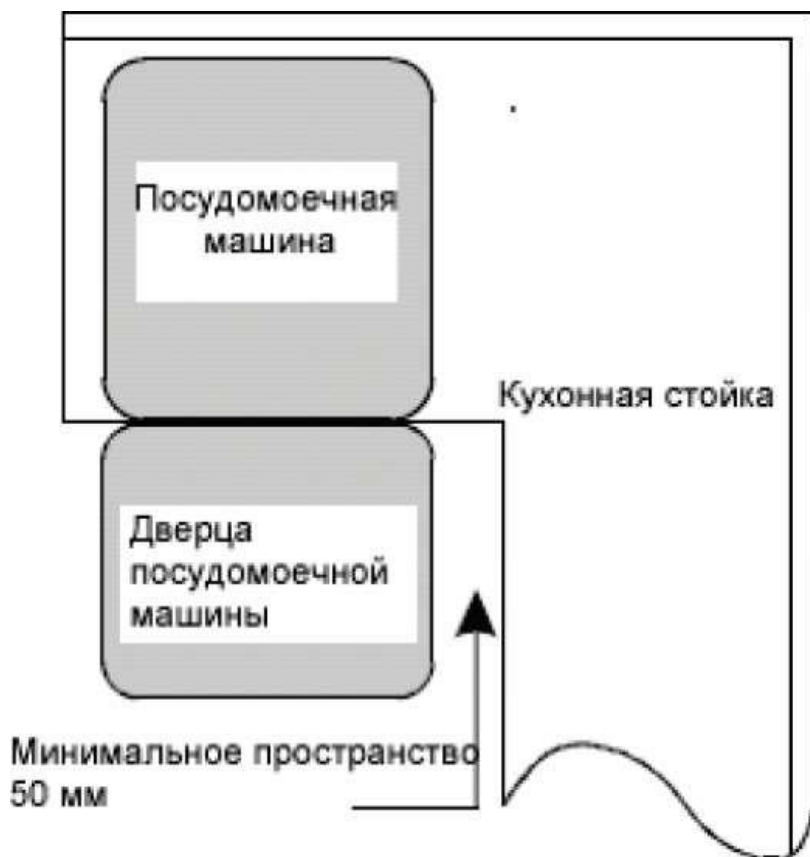 Посудомоечная
машина
Кухонная стойка
Дверца
посудомоечной
машины
Минимальное пространство
50 мм